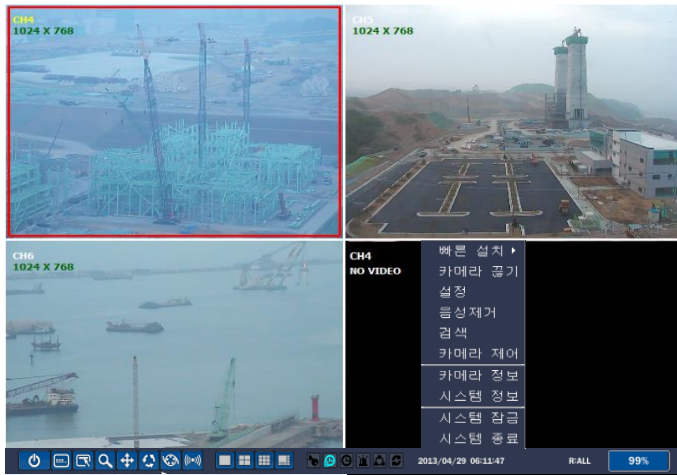 CH4
1024 X 768
CH5
1024 X 768
CH6
1024 X 768
CH4
NO VIDEO
빠른 설치
카메라 끊기
설정
음성제거
검색
카메라 제어
카메라 정보
시스템 정보
시스템 잠금
시스템 종료
2013/04/29 06:11:47
R:ALL
99%